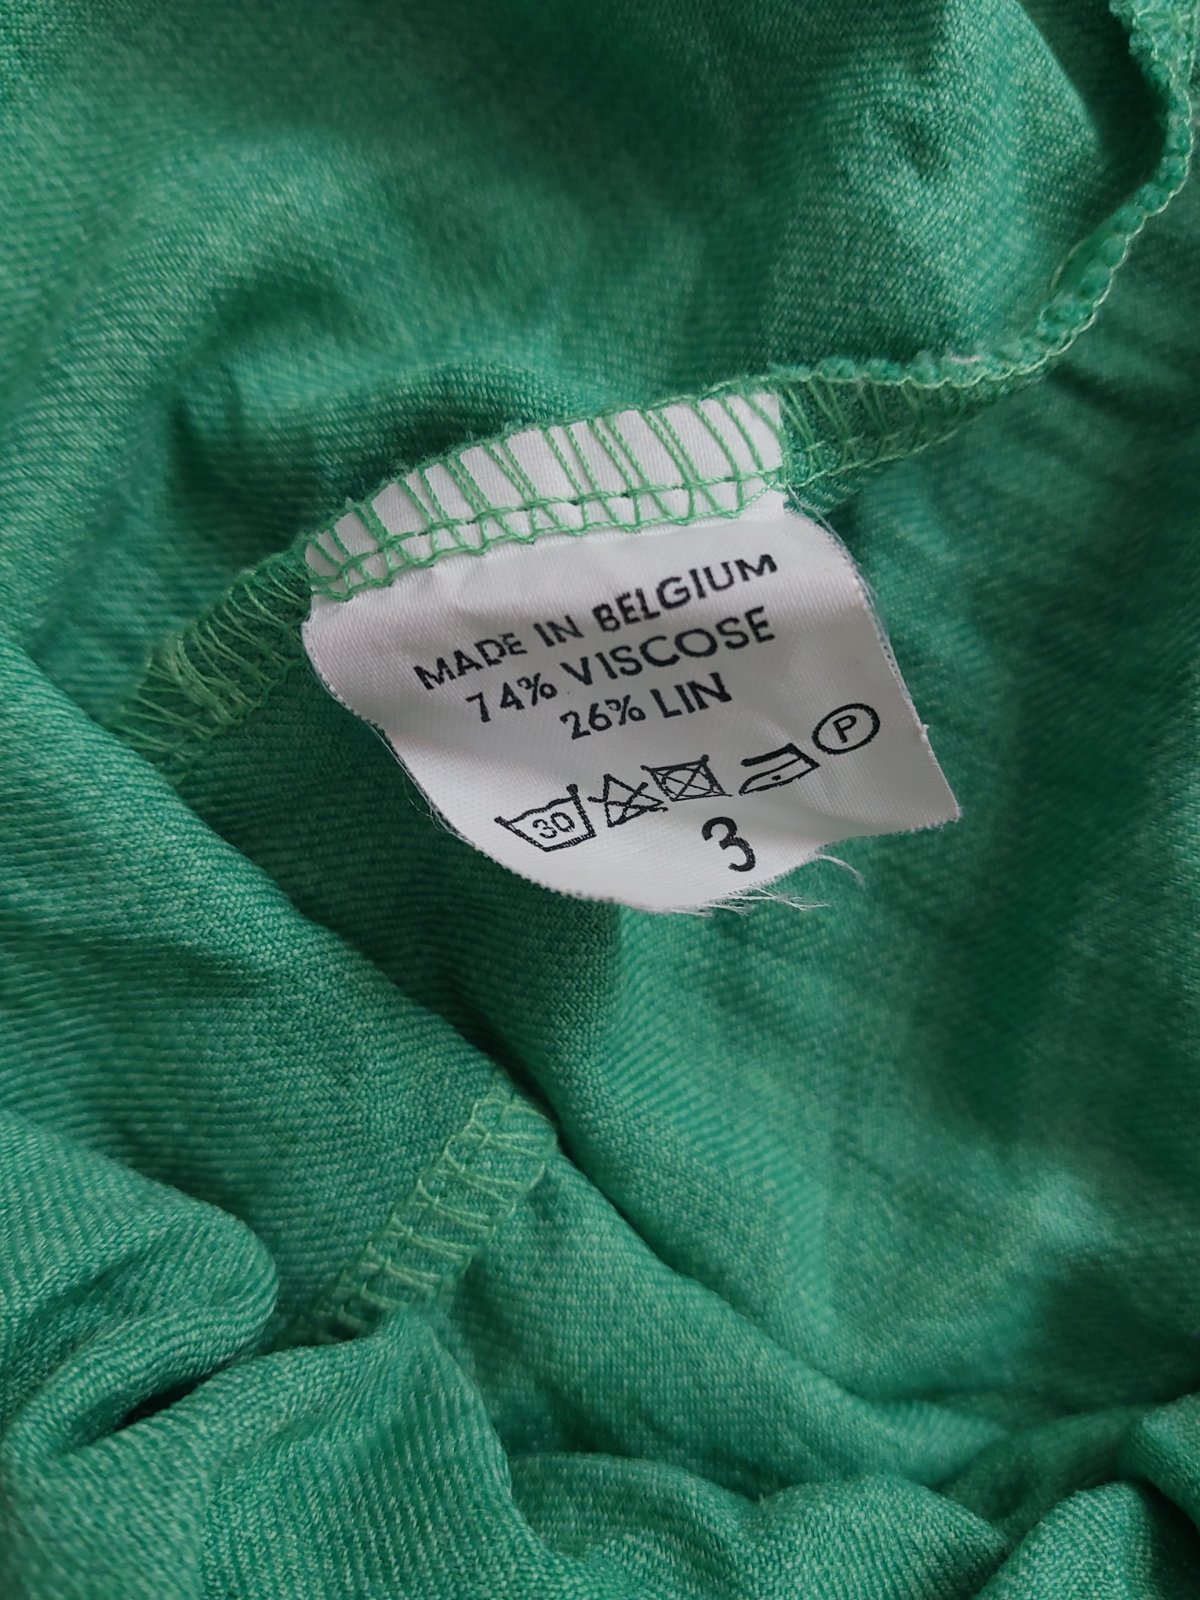 MADE IN BELGIUM
74% VISCOSE
26% LIN
30 P
3